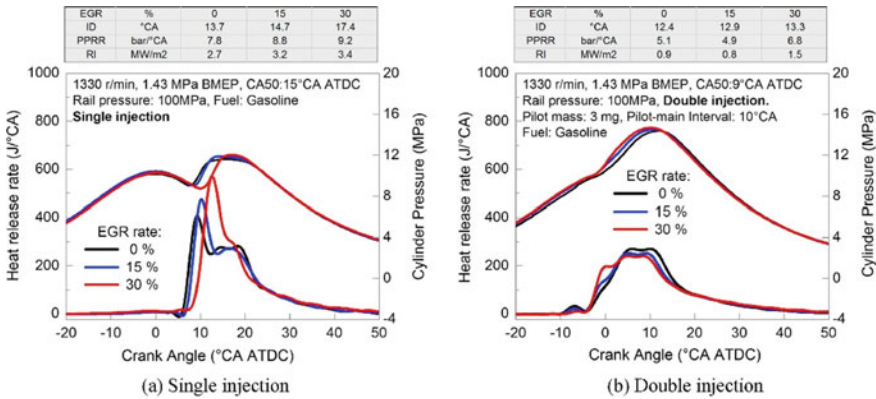 EGR % 0 15 30
ID °CA 13.7 14.7 17.4
PPRR bar/°CA 7.8 8.8 9.2
RI MW/m2 2.7 3.2 3.4
1000
800
600
400
200
0
Heat release rate (J/°CA)
20
16
12
8
4
0
-4
Cylinder Pressure (MPa)
1330 r/min, 1.43 MPa BMEP, CA50:15°CA ATDC
Rail pressure: 100MPa, Fuel: Gasoline
Single injection
EGR rate:
0 %
15 %
30 %
-20 -10 0 10 20 30 40 50
Crank Angle (°CA ATDC)
(a) Single injection
EGR % 0 15 30
ID °CA 12.4 12.9 13.3
PPRR bar/°CA 5.1 4.9 6.8
RI MW/m2 0.9 0.8 1.5
1000
800
600
400
200
0
Heat release rate (J/°CA)
20
16
12
8
4
0
-4
Cylinder Pressure (MPa)
1330 r/min, 1.43 MPa BMEP, CA50:9°CA ATDC
Rail pressure: 100MPa, Double injection.
Pilot mass: 3 mg, Pilot-main Interval: 10°CA
Fuel: Gasoline
EGR rate:
0 %
15 %
30 %
-20 -10 0 10 20 30 40 50
Crank Angle (°CA ATDC)
(b) Double injection